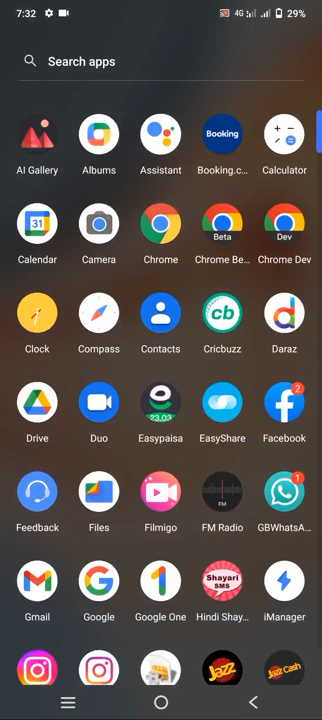 7:32 4G 29%
Search apps
Booking
AI Gallery Albums Assistant Booking.c... Calculator
31 Beta Dev
Calendar Camera Chrome Chrome Be... Chrome Dev
cb d
Clock Compass Contacts Cricbuzz Daraz
23.03 2
Drive Duo Easypaisa EasyShare Facebook
FM 1
Feedback Files Filmigo FM Radio GBWhatsA...
Shayari
SMS
Gmail Google Google One Hindi Shay... iManager
Jazz Jazz Cash